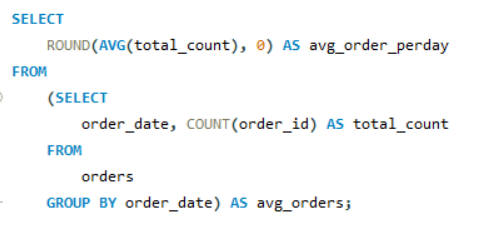 SELECT
ROUND(AVG(total_count), 0) AS avg_order_perday
FROM
(SELECT
order_date, COUNT(order_id) AS total_count
FROM
orders
GROUP BY order_date) AS avg_orders;